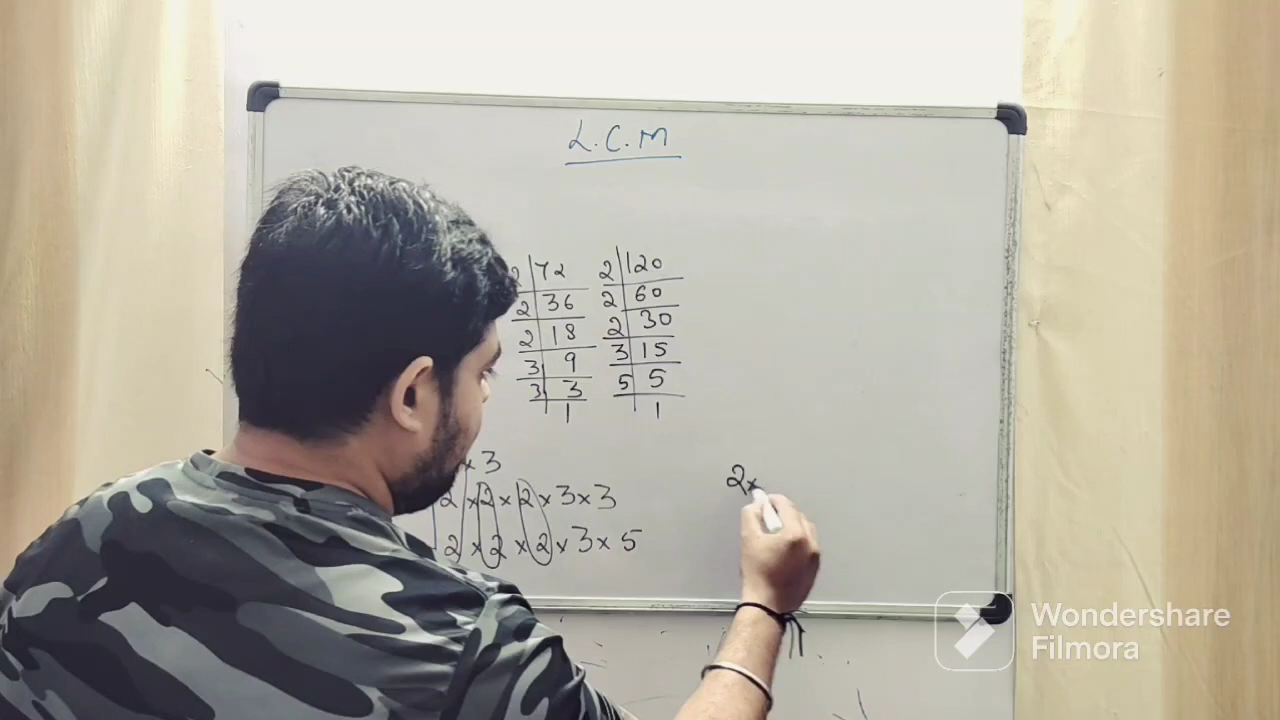 L.C.M
2 72 2 120
2 36 2 60
2 18 2 30
3 9 3 15
3 3 5 5
1 1
× 3
2 × 2 × 2 × 3 × 3
2 × 2 × 2 × 3 × 5
2 ×
Wondershare
Filmora